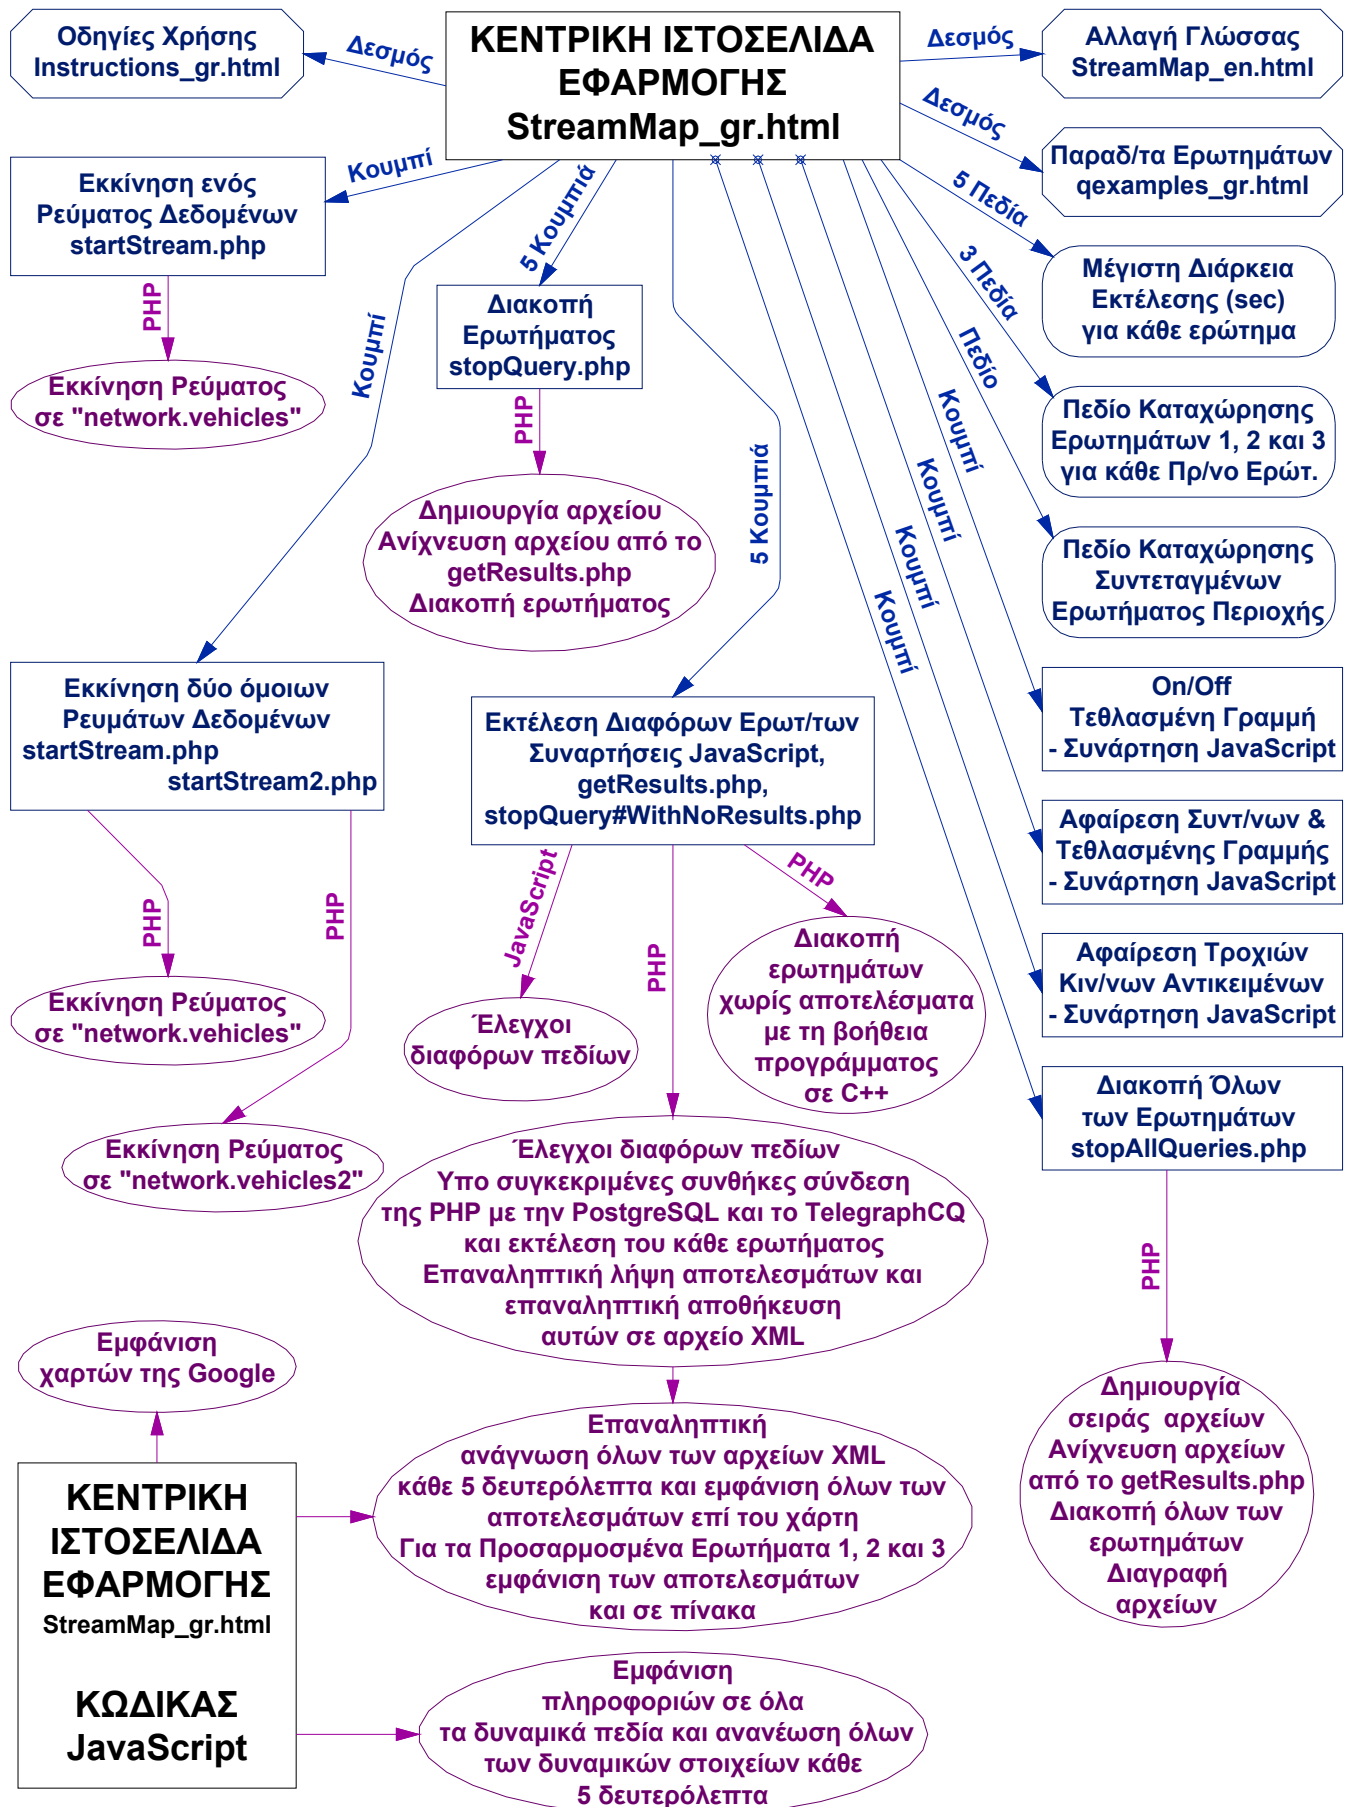 Οδηγίες Χρήσης
Instructions_gr.html
Δεσμός
ΚΕΝΤΡΙΚΗ ΙΣΤΟΣΕΛΙΔΑ
ΕΦΑΡΜΟΓΗΣ
StreamMap_gr.html
Δεσμός
Αλλαγή Γλώσσας
StreamMap_en.html
Δεσμός
Παραδ/τα Ερωτημάτων
qexamples_gr.html
Κουμπί
Εκκίνηση ενός
Ρεύματος Δεδομένων
startStream.php
PHP
Εκκίνηση Ρεύματος
σε "network.vehicles"
5 Κουμπιά
Διακοπή
Ερωτήματος
stopQuery.php
PHP
Δημιουργία αρχείου
Ανίχνευση αρχείου από το
getResults.php
Διακοπή ερωτήματος
5 Πεδία
Μέγιστη Διάρκεια
Εκτέλεσης (sec)
για κάθε ερώτημα
3 Πεδία
Πεδίο Καταχώρησης
Ερωτημάτων 1, 2 και 3
για κάθε Πρ/νο Ερώτ.
Πεδίο
Πεδίο Καταχώρησης
Συντεταγμένων
Ερωτήματος Περιοχής
Κουμπί
Εκκίνηση δύο όμοιων
Ρευμάτων Δεδομένων
startStream.php
startStream2.php
PHP
Εκκίνηση Ρεύματος
σε "network.vehicles"
PHP
Εκκίνηση Ρεύματος
σε "network.vehicles2"
5 Κουμπιά
Εκτέλεση Διαφόρων Ερωτ/των
Συναρτήσεις JavaScript,
getResults.php,
stopQuery#WithNoResults.php
JavaScript
Έλεγχοι
διαφόρων πεδίων
PHP
PHP
Διακοπή
ερωτημάτων
χωρίς αποτελέσματα
με τη βοήθεια
προγράμματος
σε C++
Έλεγχοι διαφόρων πεδίων
Υπο συγκεκριμένες συνθήκες σύνδεση
της PHP με την PostgreSQL και το TelegraphCQ
και εκτέλεση του κάθε ερωτήματος
Επαναληπτική λήψη αποτελεσμάτων και
επαναληπτική αποθήκευση
αυτών σε αρχείο XML
Κουμπί
On/Off
Τεθλασμένη Γραμμή
- Συνάρτηση JavaScript
Κουμπί
Αφαίρεση Συντ/νων &
Τεθλασμένης Γραμμής
- Συνάρτηση JavaScript
Κουμπί
Αφαίρεση Τροχιών
Κιν/νων Αντικειμένων
- Συνάρτηση JavaScript
Κουμπί
Διακοπή Όλων
των Ερωτημάτων
stopAllQueries.php
PHP
Δημιουργία
σειράς αρχείων
Ανίχνευση αρχείων
από το getResults.php
Διακοπή όλων των
ερωτημάτων
Διαγραφή
αρχείων
Εμφάνιση
χαρτών της Google
ΚΕΝΤΡΙΚΗ
ΙΣΤΟΣΕΛΙΔΑ
ΕΦΑΡΜΟΓΗΣ
StreamMap_gr.html
ΚΩΔΙΚΑΣ
JavaScript
Επαναληπτική
ανάγνωση όλων των αρχείων XML
κάθε 5 δευτερόλεπτα και εμφάνιση όλων των
αποτελεσμάτων επί του χάρτη
Για τα Προσαρμοσμένα Ερωτήματα 1, 2 και 3
εμφάνιση των αποτελεσμάτων
και σε πίνακα
Εμφάνιση
πληροφοριών σε όλα
τα δυναμικά πεδία και ανανέωση όλων
των δυναμικών στοιχείων κάθε
5 δευτερόλεπτα